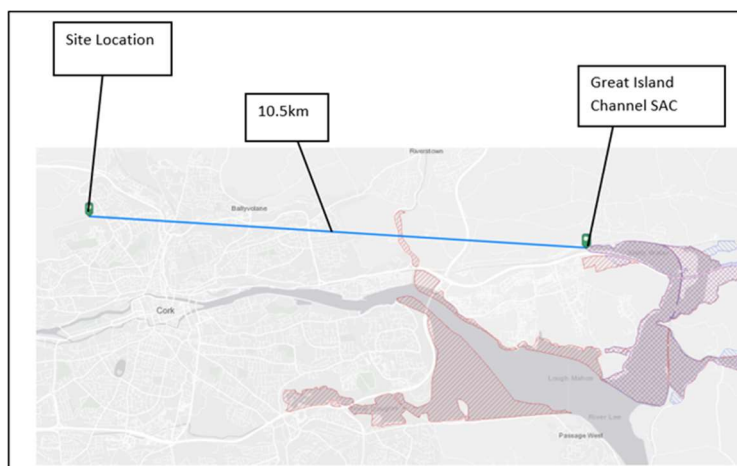 Site Location
10.5km
Great Island
Channel SAC
Riverstown
Ballyvolane
Cork
Lough Mahon
River Lee
Passage West